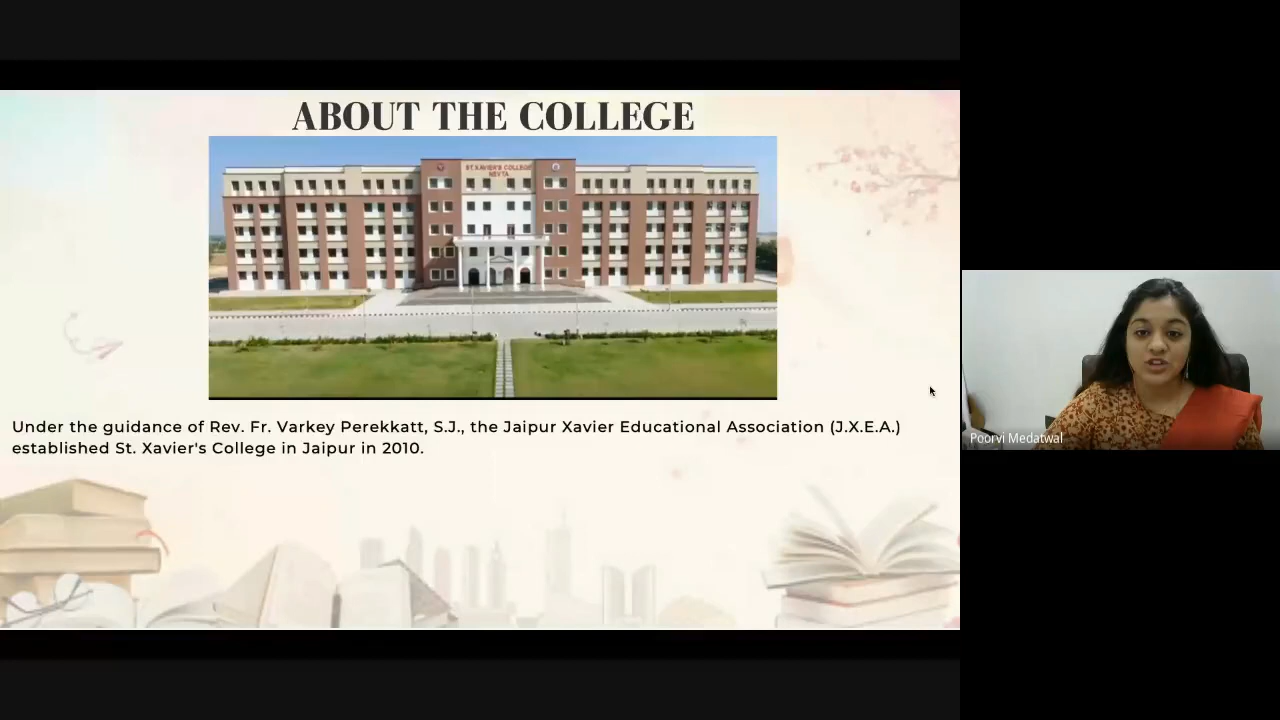 ABOUT THE COLLEGE
ST.XAVIER'S COLLEGE
NEVTA
Under the guidance of Rev. Fr. Varkey Perekkatt, S.J., the Jaipur Xavier Educational Association (J.X.E.A.)
established St. Xavier's College in Jaipur in 2010.
Poorvi Medatwal